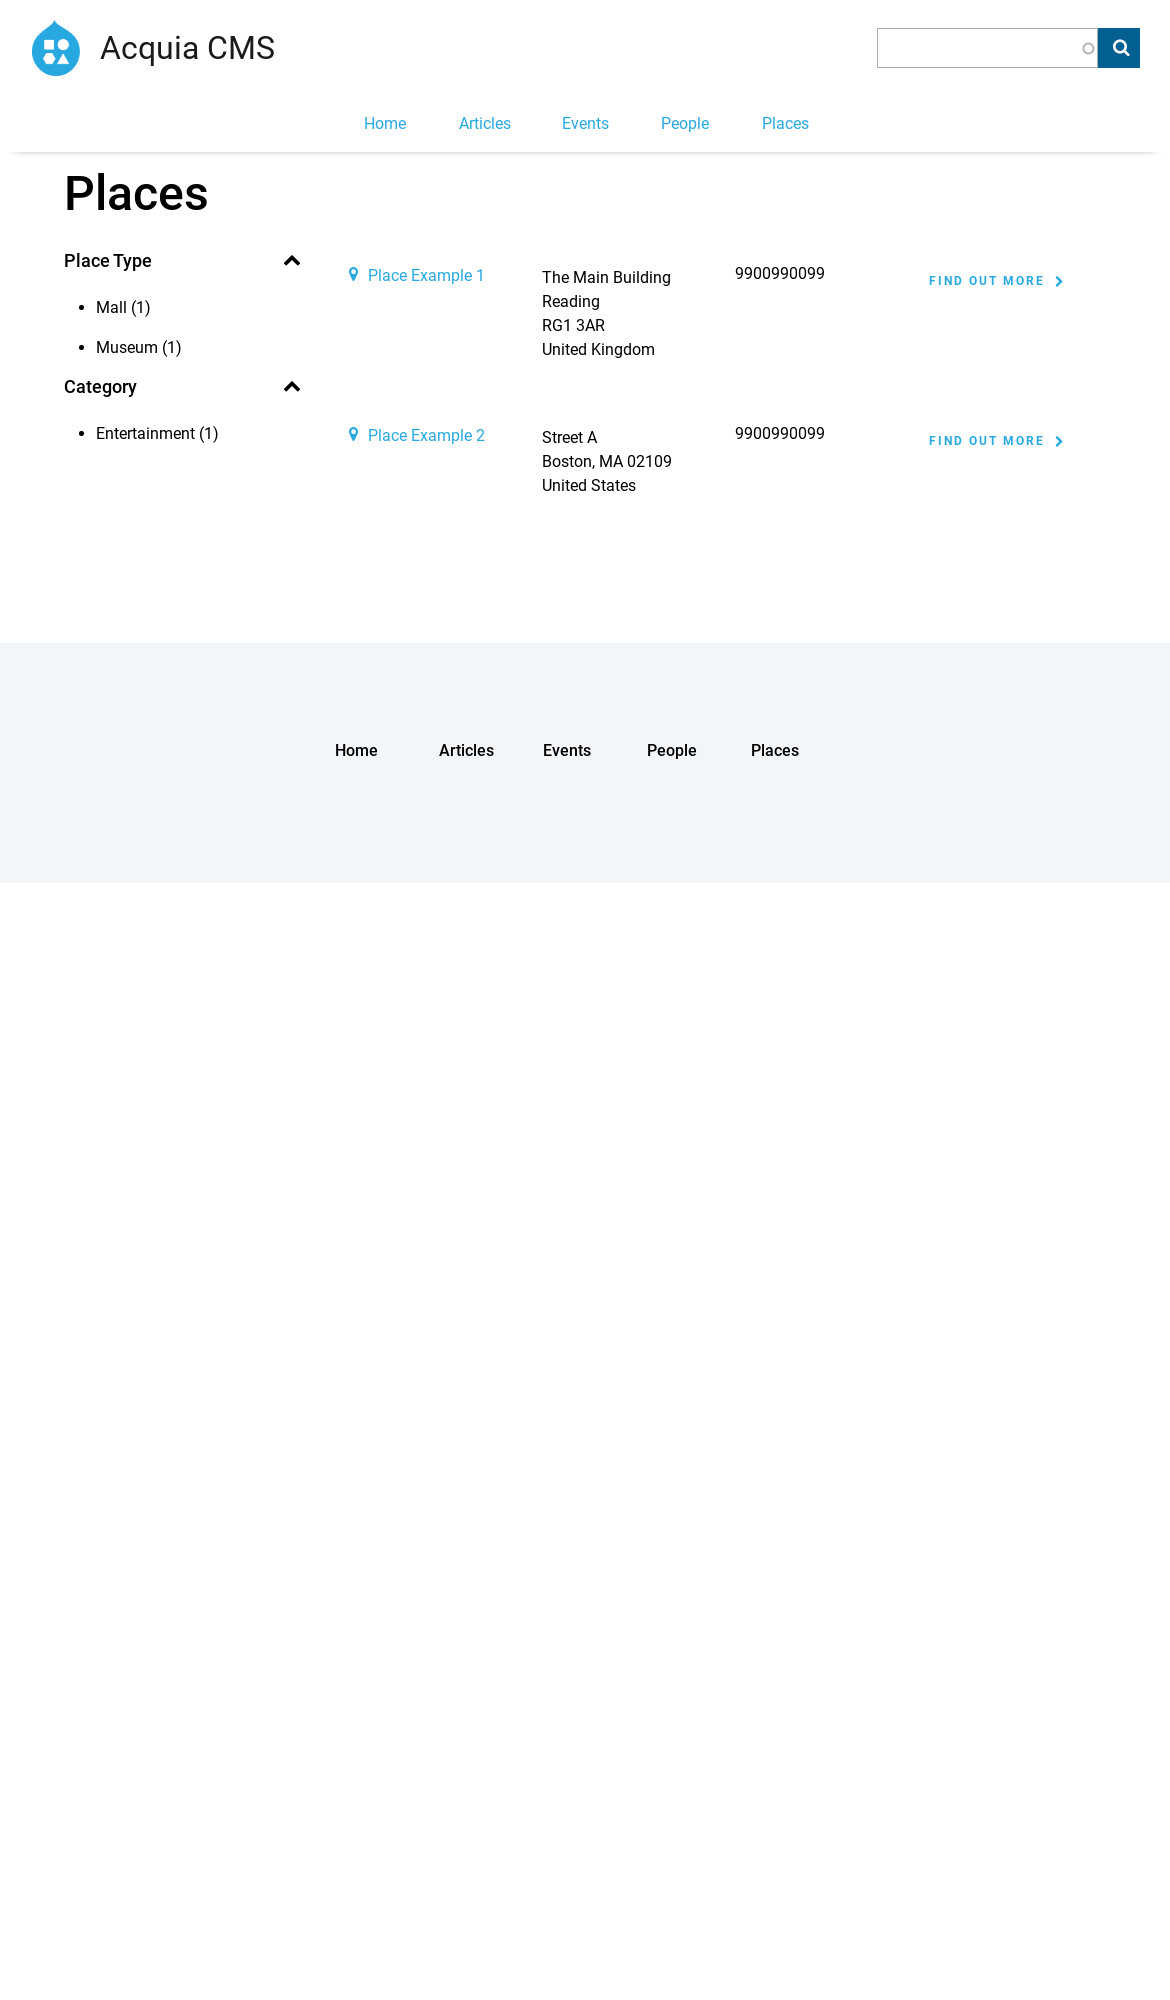 Acquia CMS
Home Articles Events People Places
Places
Place Type
Mall (1)
Museum (1)
Category
Entertainment (1)
Place Example 1
The Main Building
Reading
RG1 3AR
United Kingdom
9900990099
FIND OUT MORE
Place Example 2
Street A
Boston, MA 02109
United States
9900990099
FIND OUT MORE
Home Articles Events People Places